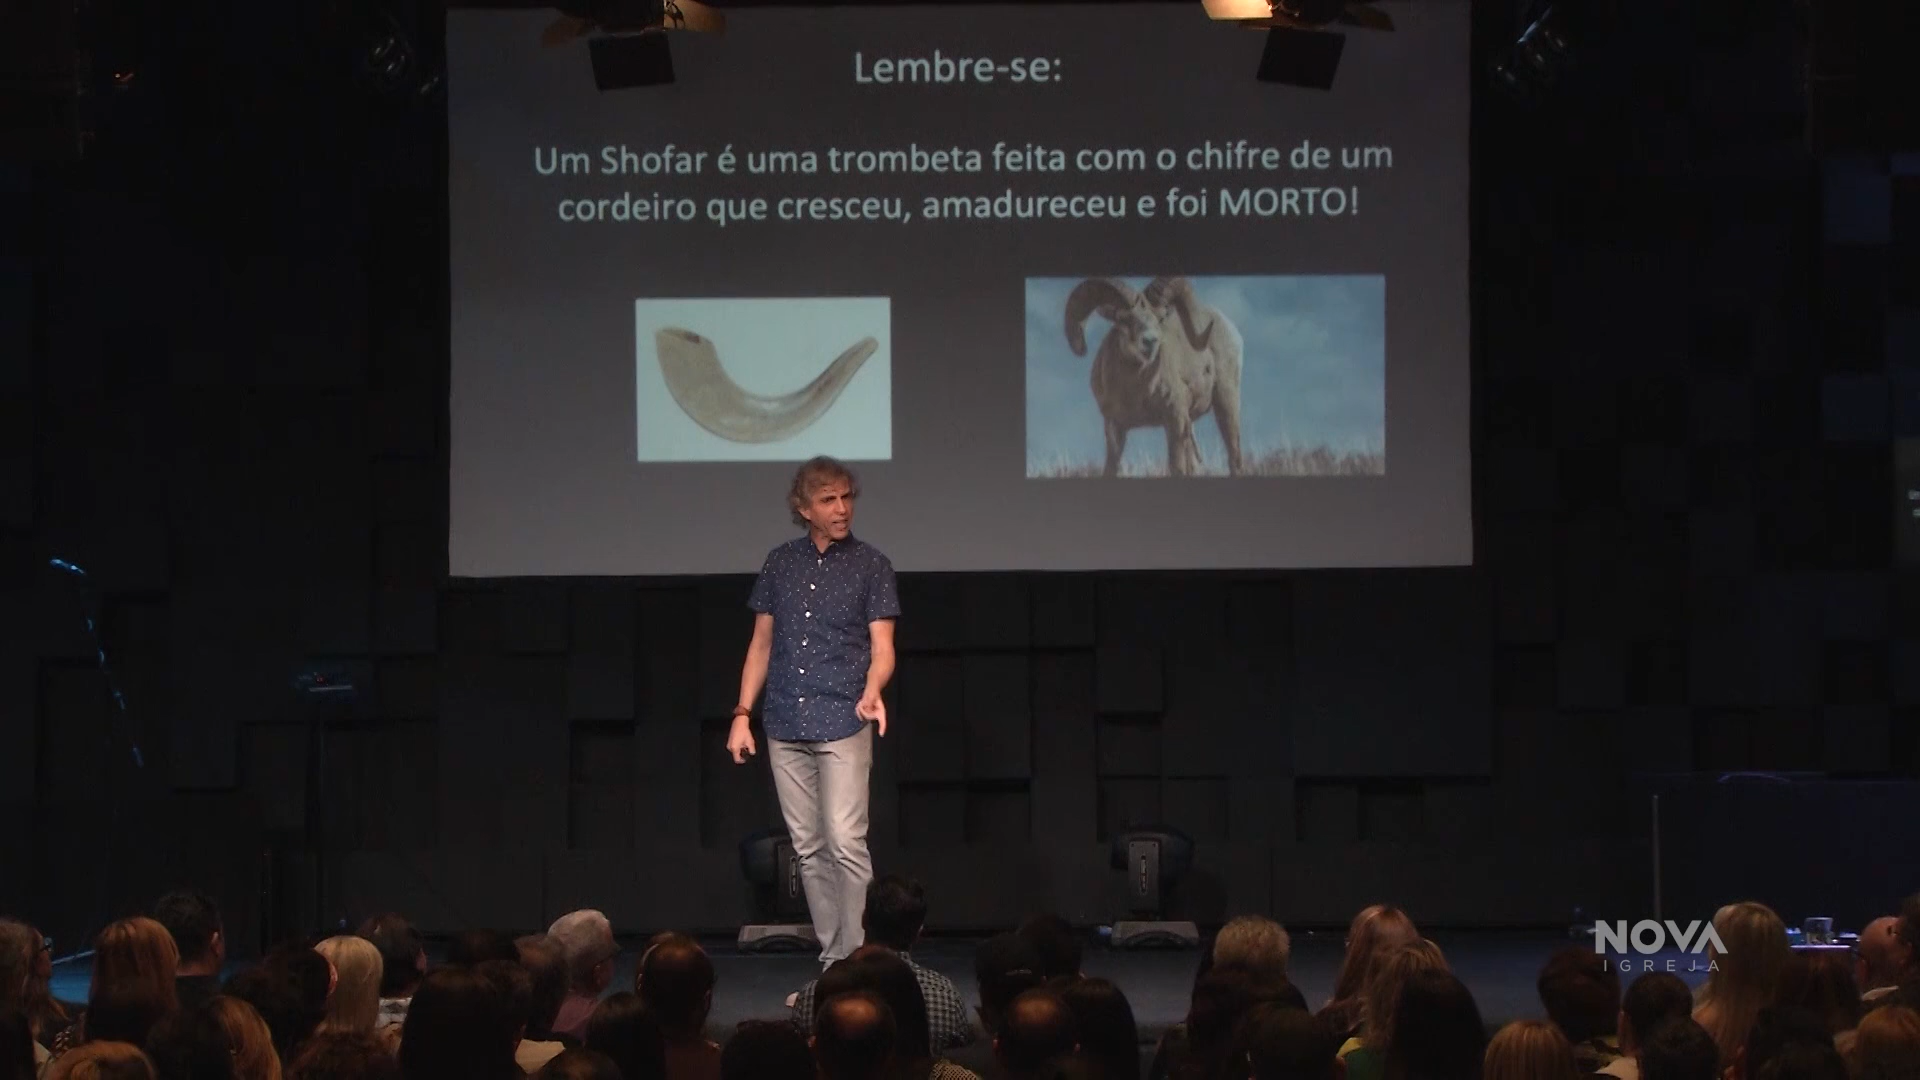 Lembre-se:
Um Shofar é uma trombeta feita com o chifre de um
cordeiro que cresceu, amadureceu e foi MORTO!
NOVA
IGREJA